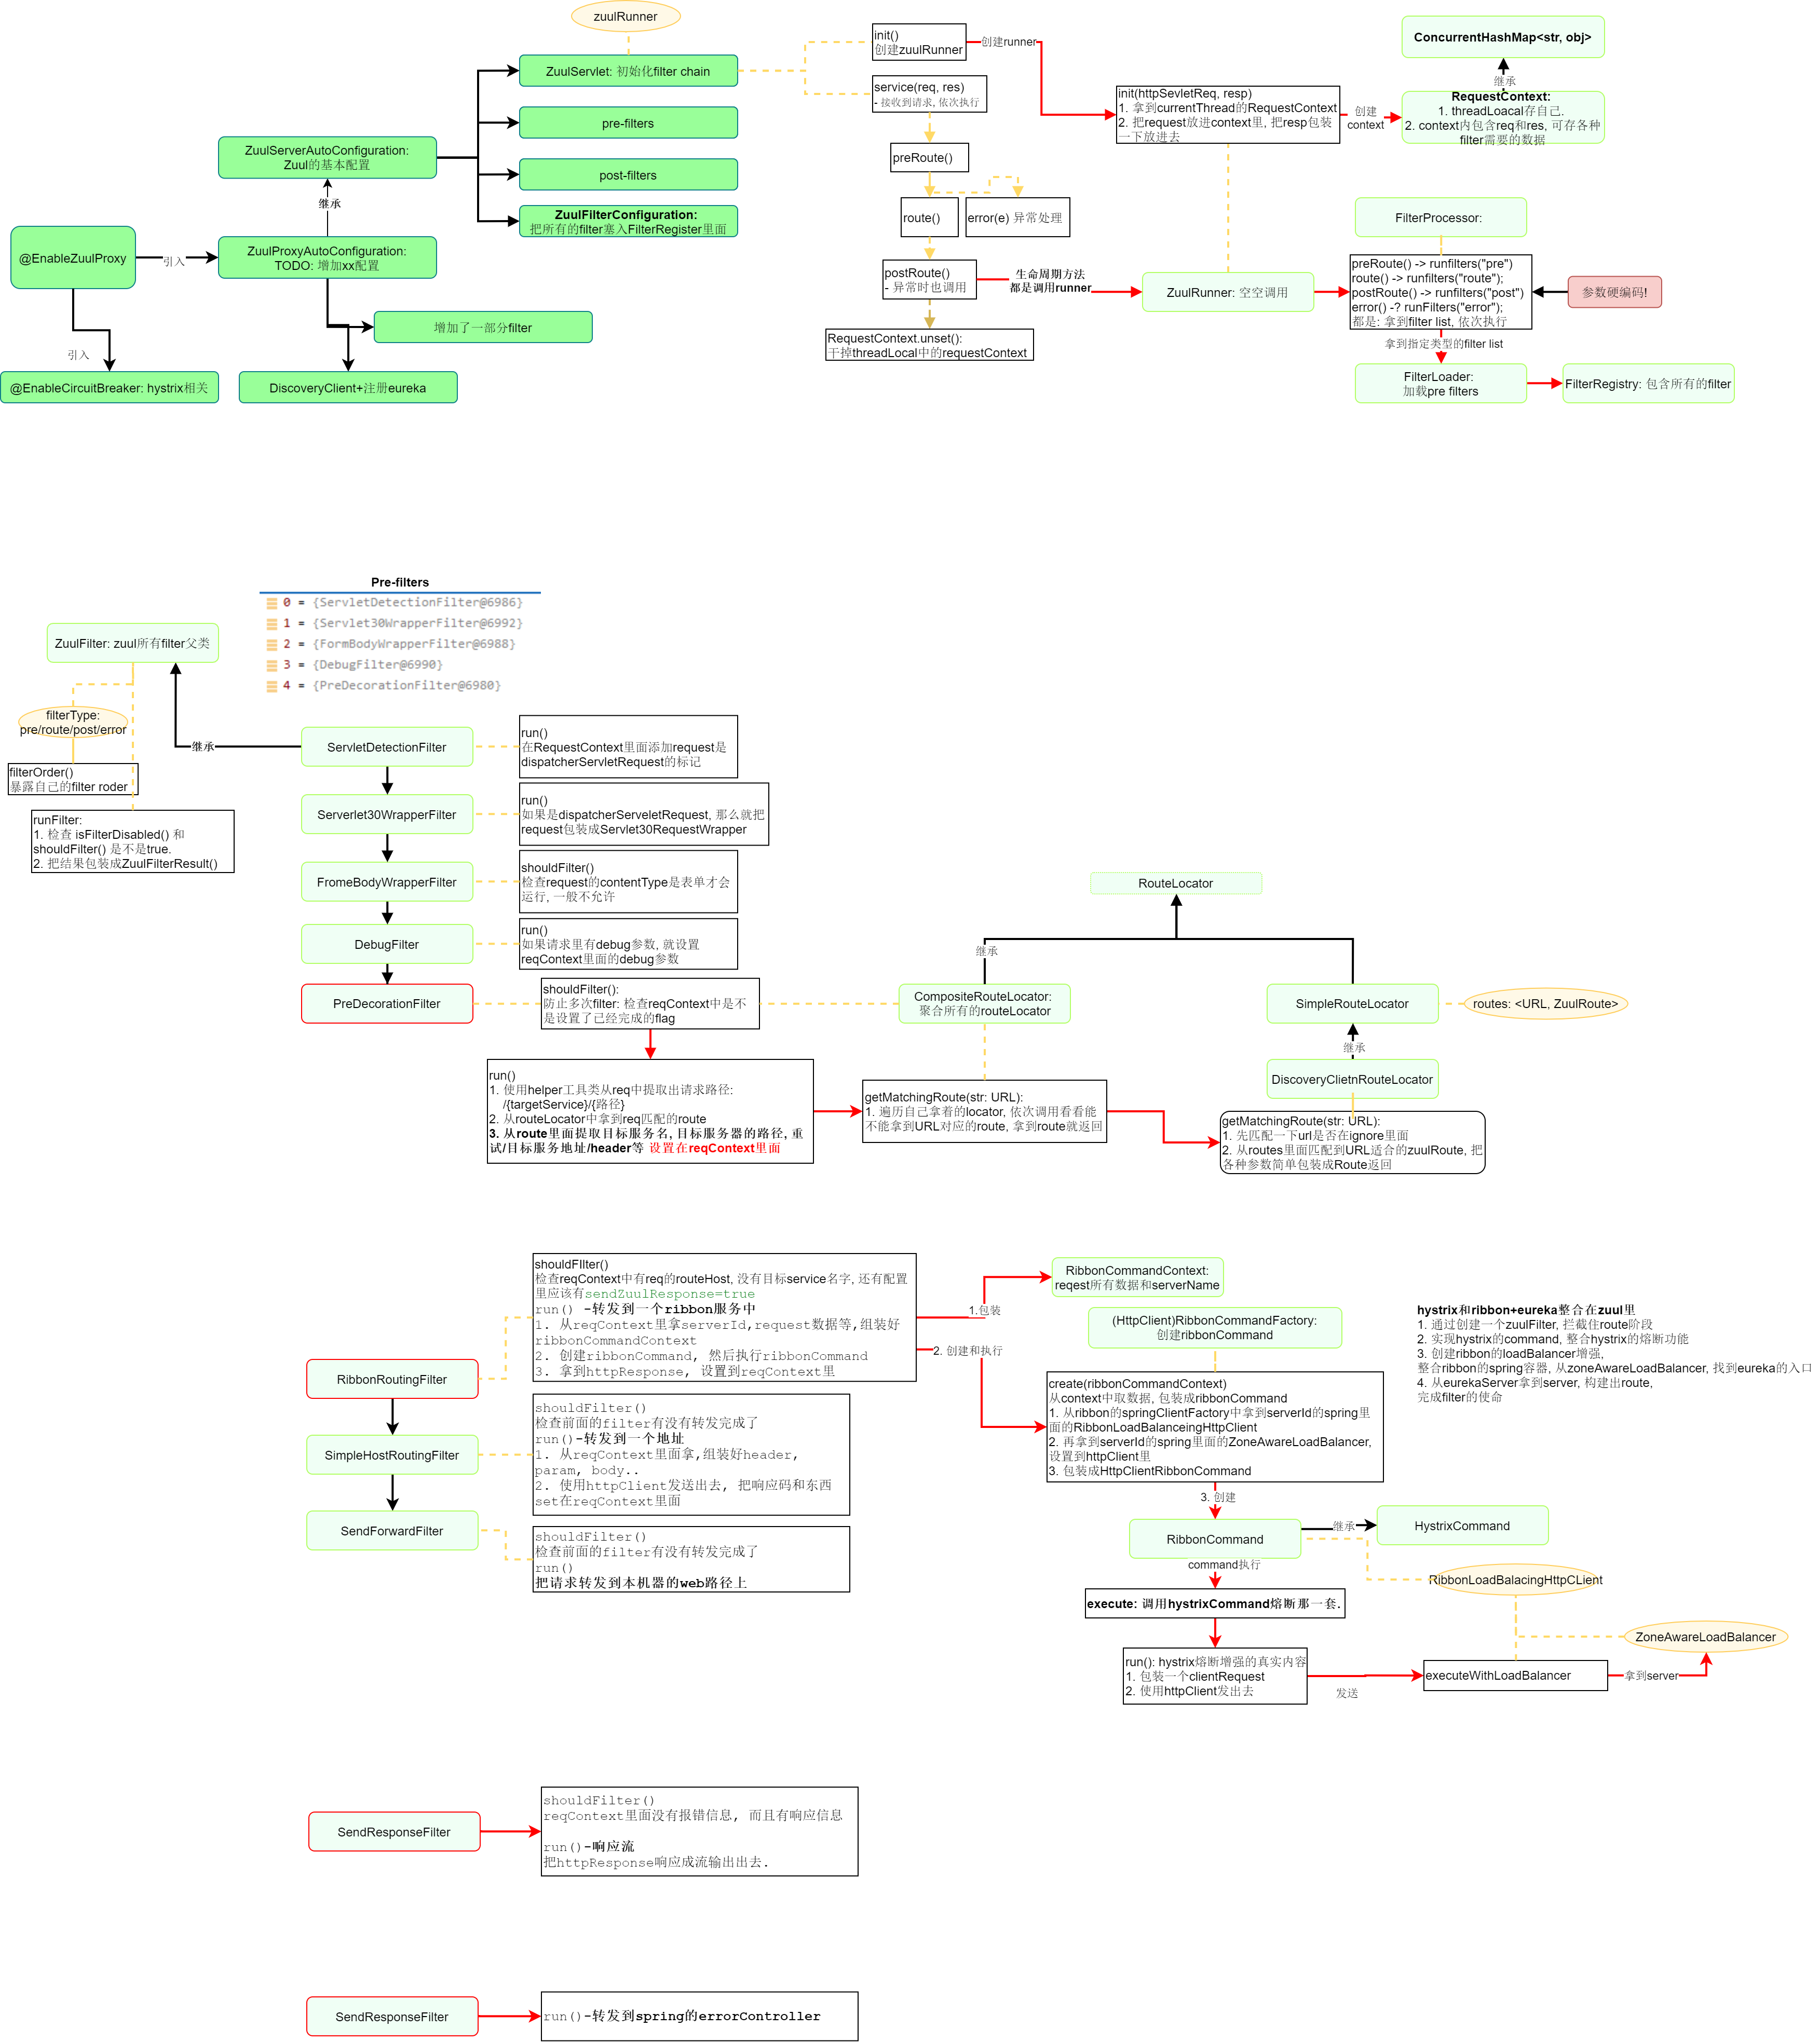 zuulRunner
ZuulServlet: 初始化filter chain
pre-filters
post-filters
ZuulFilterConfiguration:
把所有的filter塞入FilterRegister里面
ZuulServerAutoConfiguration:
Zuul的基本配置
继承
@EnableZuulProxy
引入
ZuulProxyAutoConfiguration:
TODO: 增加xx配置
增加了一部分filter
引入
@EnableCircuitBreaker: hystrix相关
DiscoveryClient+注册eureka
init()
创建zuulRunner
创建runner
service(req, res)
- 接收到请求, 依次执行
preRoute()
route()
error(e) 异常处理
postRoute()
- 异常时也调用
生命周期方法
都是调用runner
RequestContext.unset():
干掉threadLocal中的requestContext
init(httpSevletReq, resp)
1. 拿到currentThread的RequestContext
2. 把request放进context里, 把resp包装
一下放进去
创建
context
ConcurrentHashMap<str, obj>
继承
RequestContext:
1. threadLoacal存自己.
2. context内包含req和res, 可存各种
filter需要的数据
ZuulRunner: 空空调用
FilterProcessor:
preRoute() -> runfilters("pre")
route() -> runfilters("route");
postRoute() -> runfilters("post")
error() -? runFilters("error");
都是: 拿到filter list, 依次执行
参数硬编码!
拿到指定类型的filter list
FilterLoader:
加载pre filters
FilterRegistry: 包含所有的filter
Pre-filters
0 = {ServletDetectionFilter@6986}
1 = {Servlet30WrapperFilter@6992}
2 = {FormBodyWrapperFilter@6988}
3 = {DebugFilter@6990}
4 = {PreDecorationFilter@6980}
ZuulFilter: zuul所有filter父类
filterType:
pre/route/post/error
filterOrder()
暴露自己的filter roder
runFilter:
1. 检查 isFilterDisabled() 和
shouldFilter() 是不是true.
2. 把结果包装成ZuulFilterResult()
继承
ServletDetectionFilter
run()
在RequestContext里面添加request是
dispatcherServletRequest的标记
Serverlet30WrapperFilter
run()
如果是dispatcherServeletRequest, 那么就把
request包装成Servlet30RequestWrapper
FromeBodyWrapperFilter
shouldFilter()
检查request的contentType是表单才会
运行, 一般不允许
DebugFilter
run()
如果请求里有debug参数, 就设置
reqContext里面的debug参数
PreDecorationFilter
shouldFilter():
防止多次filter: 检查reqContext中是不
是设置了已经完成的flag
run()
1. 使用helper工具类从req中提取出请求路径:
/{targetService}/{路径}
2. 从routeLocator中拿到req匹配的route
3. 从route里面提取目标服务名, 目标服务器的路径, 重
试/目标服务地址/header等 设置在reqContext里面
RouteLocator
继承
CompositeRouteLocator:
聚合所有的routeLocator
SimpleRouteLocator
routes: <URL, ZuulRoute>
继承
DiscoveryClietnRouteLocator
getMatchingRoute(str: URL):
1. 遍历自己拿着的locator, 依次调用看看能
不能拿到URL对应的route, 拿到route就返回
getMatchingRoute(str: URL):
1. 先匹配一下url是否在ignore里面
2. 从routes里面匹配到URL适合的zuulRoute, 把
各种参数简单包装成Route返回
RibbonRoutingFilter
shouldFIlter()
检查reqContext中有req的routeHost, 没有目标service名字, 还有配置
里应该有sendZuulResponse=true
run() -转发到一个ribbon服务中
1. 从reqContext里拿serverId,request数据等,组装好
ribbonCommandContext
2. 创建ribbonCommand, 然后执行ribbonCommand
3. 拿到httpResponse, 设置到reqContext里
SimpleHostRoutingFilter
shouldFilter()
检查前面的filter有没有转发完成了
run()-转发到一个地址
1. 从reqContext里面拿,组装好header,
param, body..
2. 使用httpClient发送出去, 把响应码和东西
set在reqContext里面
SendForwardFilter
shouldFilter()
检查前面的filter有没有转发完成了
run()
把请求转发到本机器的web路径上
1.包装
2. 创建和执行
RibbonCommandContext:
reqest所有数据和serverName
(HttpClient)RibbonCommandFactory:
创建ribbonCommand
create(ribbonCommandContext)
从context中取数据, 包装成ribbonCommand
1. 从ribbon的springClientFactory中拿到serverId的spring里
面的RibbonLoadBalanceingHttpClient
2. 再拿到serverId的spring里面的ZoneAwareLoadBalancer,
设置到httpClient里
3. 包装成HttpClientRibbonCommand
hystrix和ribbon+eureka整合在zuul里
1. 通过创建一个zuulFilter, 拦截住route阶段
2. 实现hystrix的command, 整合hystrix的熔断功能
3. 创建ribbon的loadBalancer增强,
整合ribbon的spring容器, 从zoneAwareLoadBalancer, 找到eureka的入口
4. 从eurekaServer拿到server, 构建出route,
完成filter的使命
3. 创建
RibbonCommand
继承
HystrixCommand
command执行
RibbonLoadBalacingHttpCLient
execute: 调用hystrixCommand熔断那一套.
ZoneAwareLoadBalancer
run(): hystrix熔断增强的真实内容
1. 包装一个clientRequest
2. 使用httpClient发出去
发送
executeWithLoadBalancer
拿到server
SendResponseFilter
shouldFilter()
reqContext里面没有报错信息, 而且有响应信息
run()-响应流
把httpResponse响应成流输出出去.
SendResponseFilter
run()-转发到spring的errorController